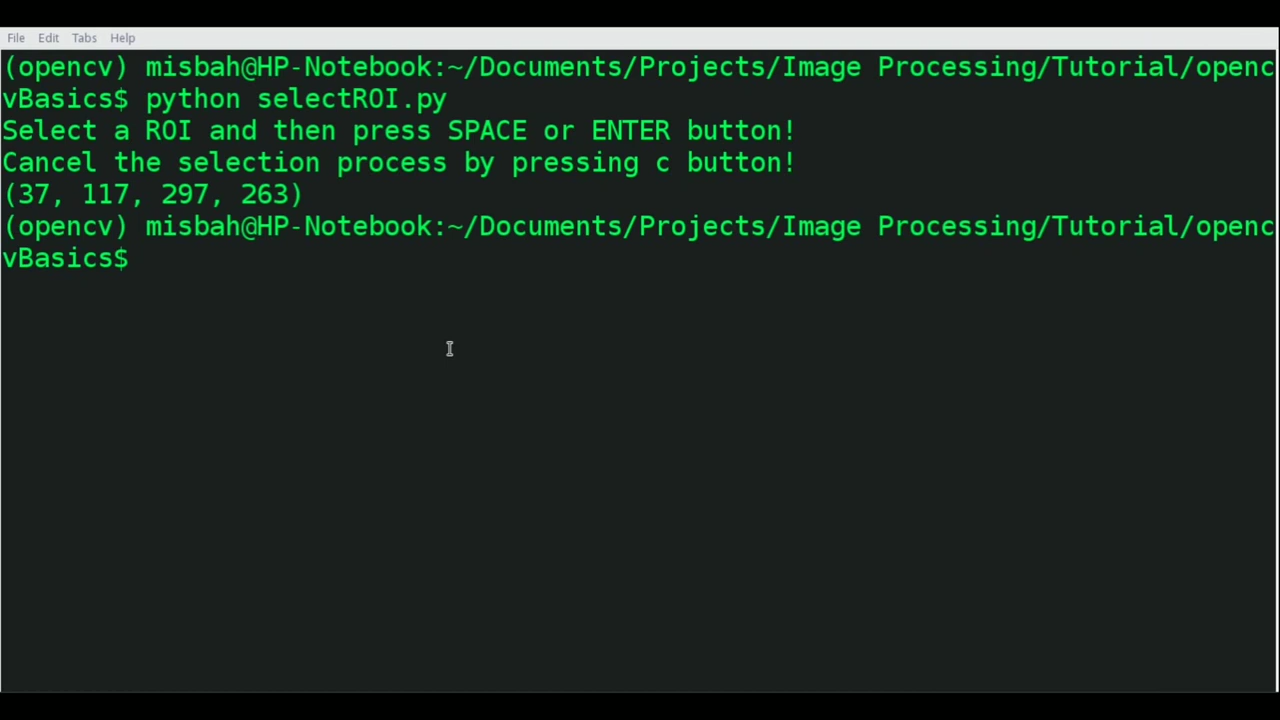 File Edit Tabs Help
(opencv) misbah@HP-Notebook:~/Documents/Projects/Image Processing/Tutorial/openc
vBasics$ python selectROI.py
Select a ROI and then press SPACE or ENTER button!
Cancel the selection process by pressing c button!
(37, 117, 297, 263)
(opencv) misbah@HP-Notebook:~/Documents/Projects/Image Processing/Tutorial/openc
vBasics$